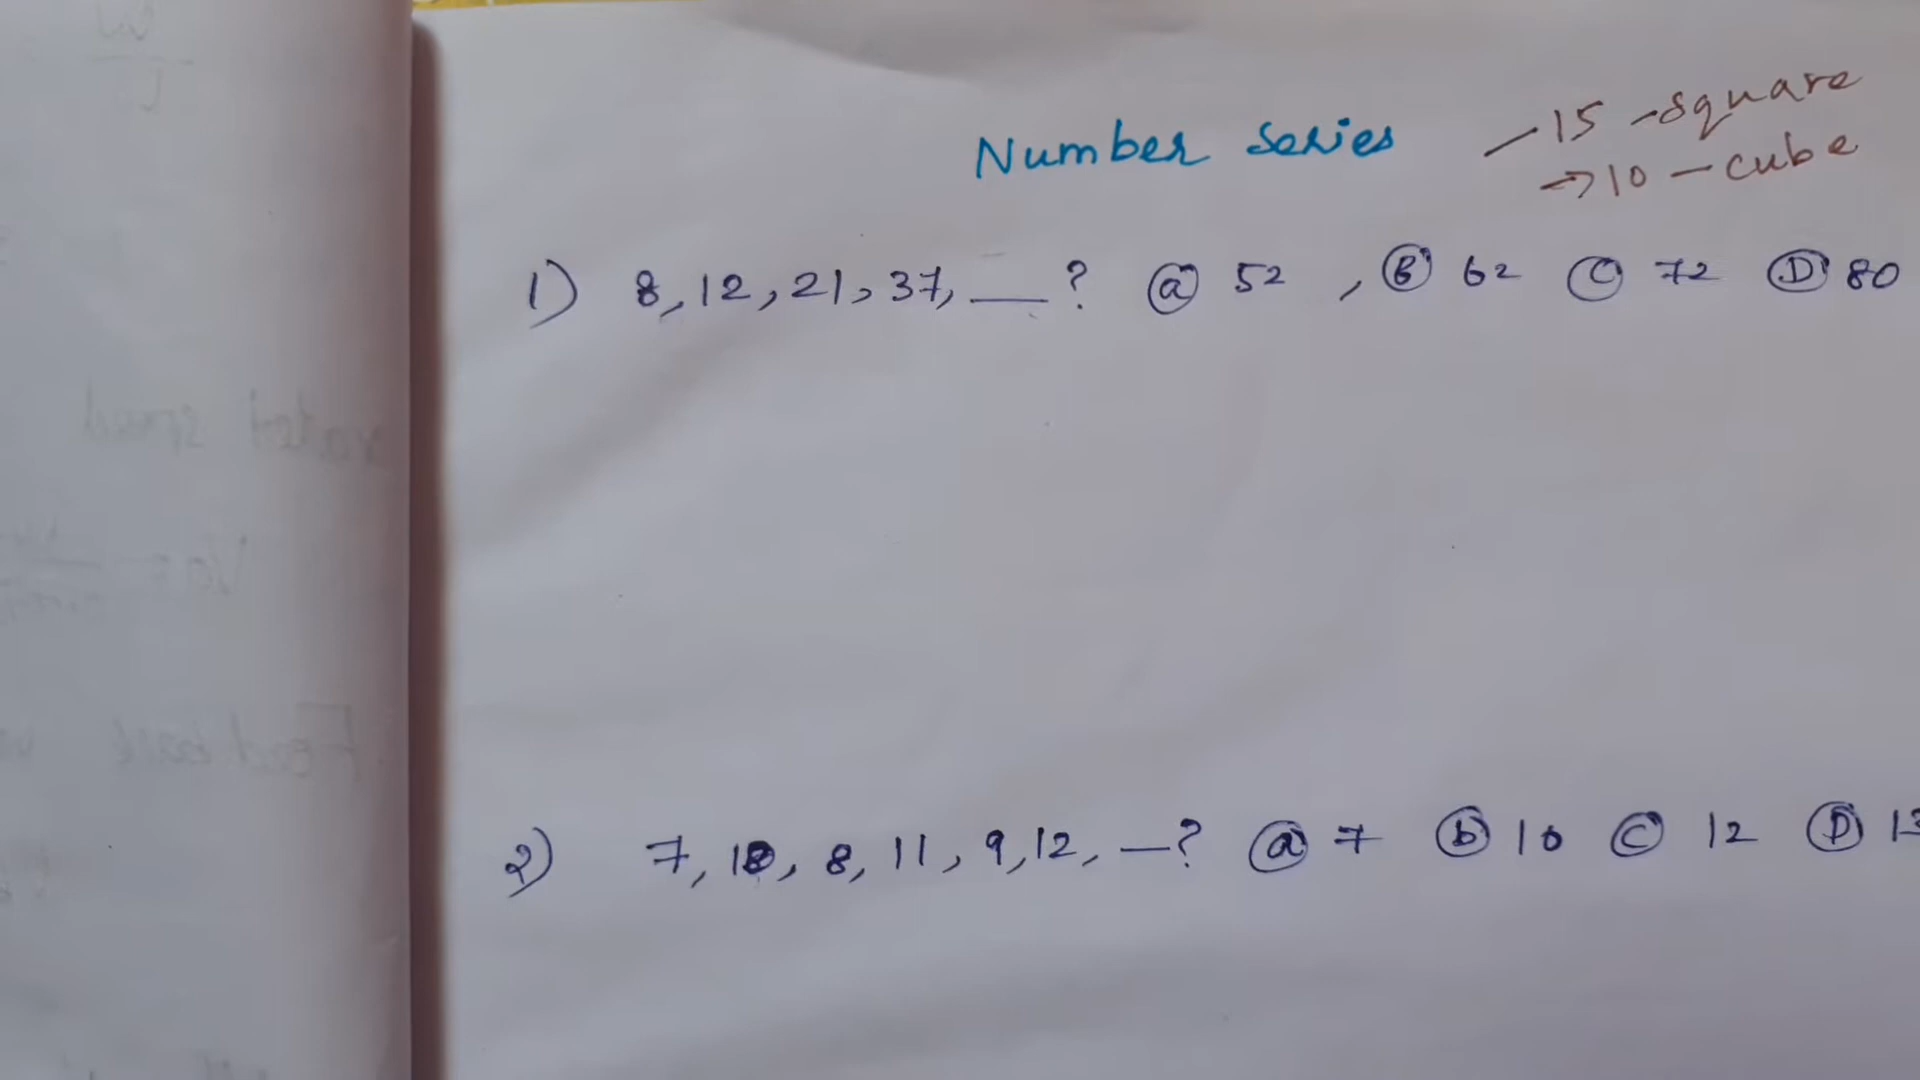 Number Series
- 15 - square
→ 10 - cube
1) 8, 12, 21, 37, __ ? ⓐ 52 , Ⓑ 62 Ⓒ 72 Ⓓ 80
2) 7, 10, 8, 11, 9, 12, __ ? ⓐ 7 ⓑ 10 Ⓒ 12 Ⓓ 13